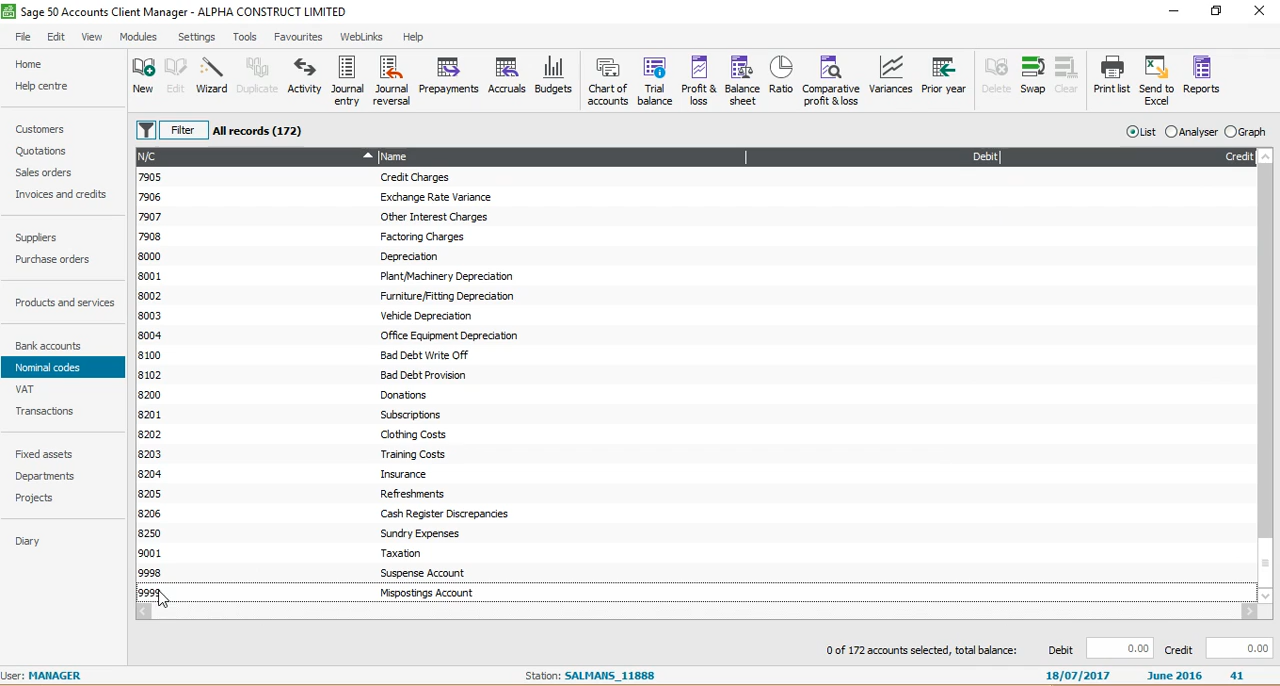 Sage 50 Accounts Client Manager - ALPHA CONSTRUCT LIMITED
File Edit View Modules Settings Tools Favourites WebLinks Help
New Edit Wizard Duplicate Activity Journal entry Journal reversal Prepayments Accruals Budgets Chart of accounts Trial balance Profit & loss Balance sheet Ratio Comparative profit & loss Variances Prior year Delete Swap Clear Print list Send to Excel Reports
Home
Help centre
Customers
Quotations
Sales orders
Invoices and credits
Suppliers
Purchase orders
Products and services
Bank accounts
Nominal codes
VAT
Transactions
Fixed assets
Departments
Projects
Diary
Filter All records (172) List Analyser Graph
N/C Name Debit Credit
7905 Credit Charges
7906 Exchange Rate Variance
7907 Other Interest Charges
7908 Factoring Charges
8000 Depreciation
8001 Plant/Machinery Depreciation
8002 Furniture/Fitting Depreciation
8003 Vehicle Depreciation
8004 Office Equipment Depreciation
8100 Bad Debt Write Off
8102 Bad Debt Provision
8200 Donations
8201 Subscriptions
8202 Clothing Costs
8203 Training Costs
8204 Insurance
8205 Refreshments
8206 Cash Register Discrepancies
8250 Sundry Expenses
9001 Taxation
9998 Suspense Account
9999 Mispostings Account
0 of 172 accounts selected, total balance: Debit 0.00 Credit 0.00
User: MANAGER Station: SALMANS_11888 18/07/2017 June 2016 41